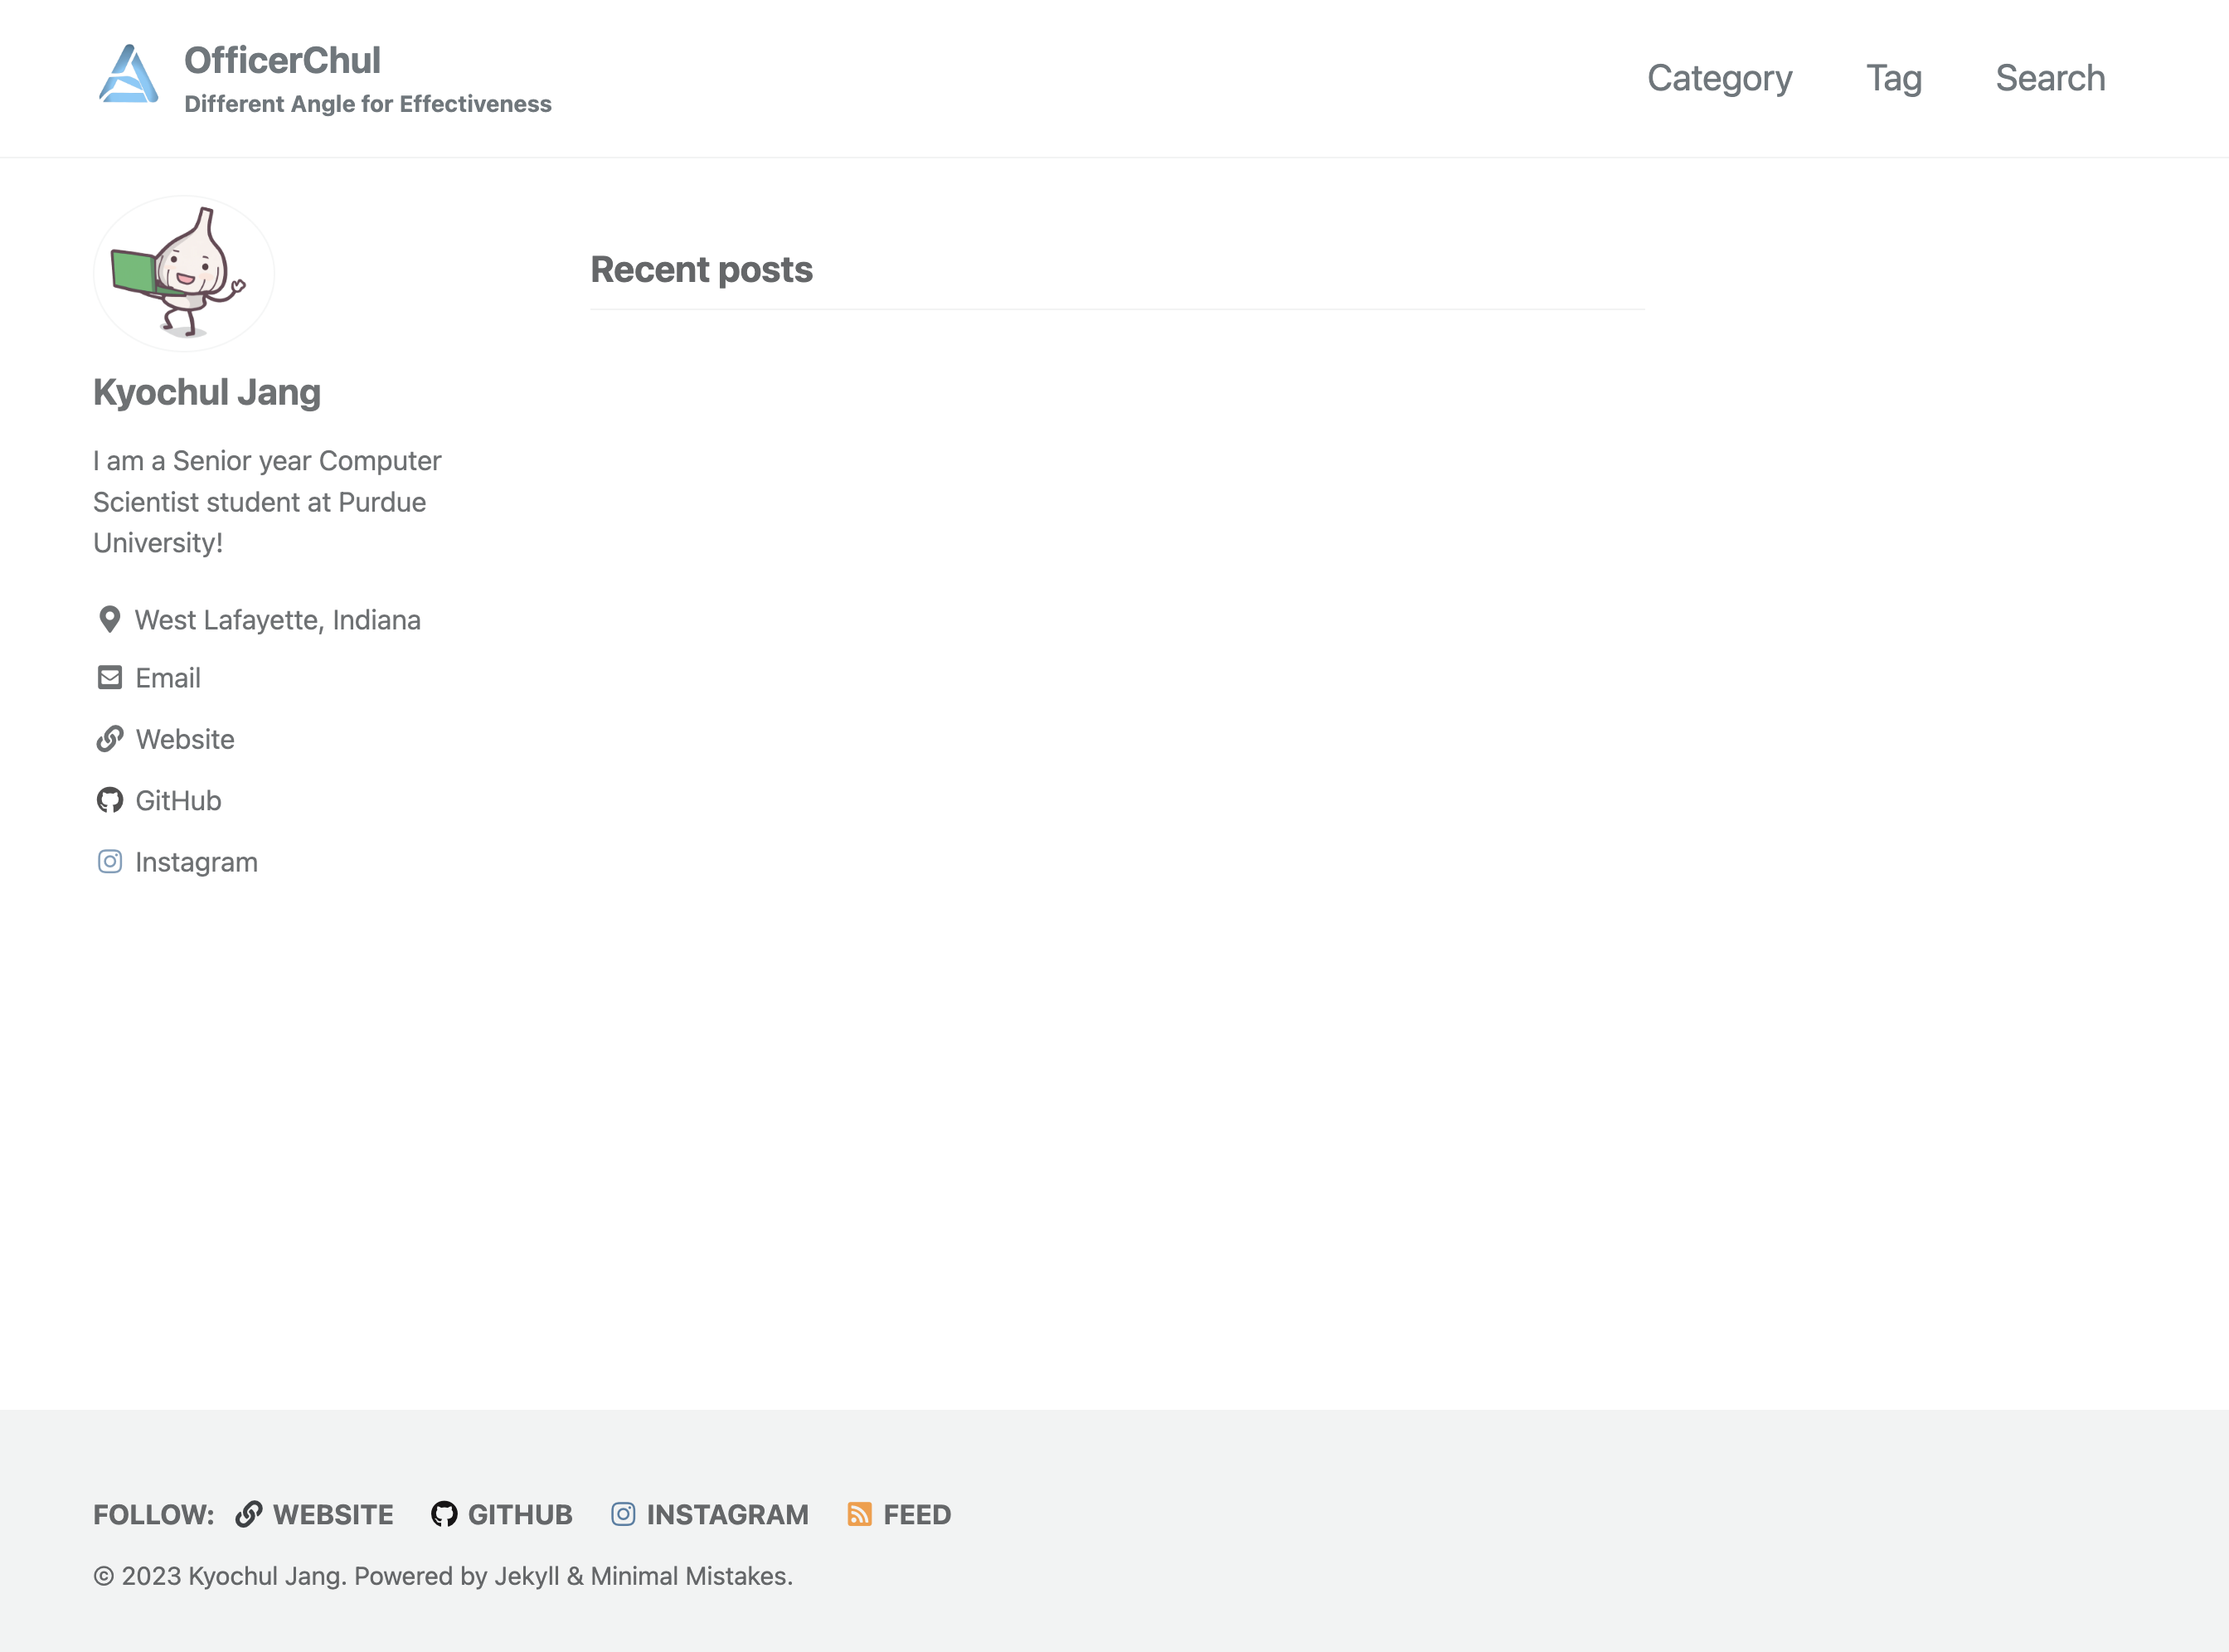 OfficerChul
Different Angle for Effectiveness
Category Tag Search
Kyochul Jang
I am a Senior year Computer
Scientist student at Purdue
University!
West Lafayette, Indiana
Email
Website
GitHub
Instagram
Recent posts
FOLLOW: WEBSITE GITHUB INSTAGRAM FEED
© 2023 Kyochul Jang. Powered by Jekyll & Minimal Mistakes.